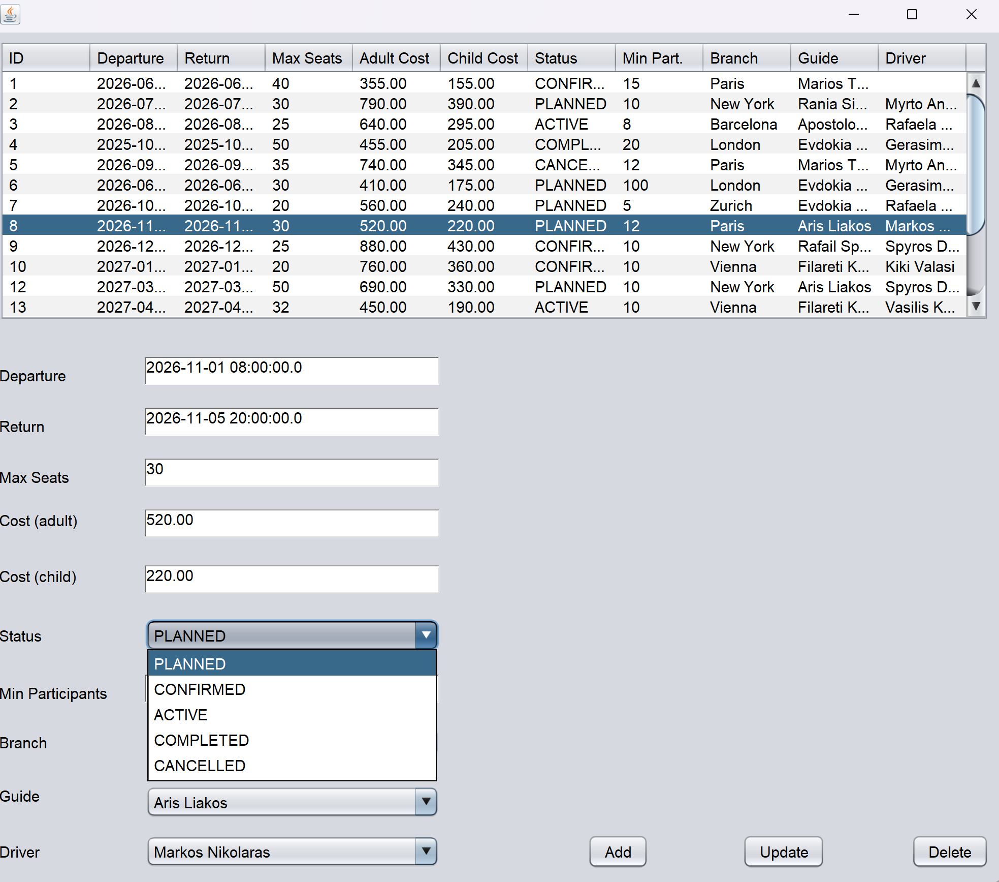 ID Departure Return Max Seats Adult Cost Child Cost Status Min Part. Branch Guide Driver
1 2026-06... 2026-06... 40 355.00 155.00 CONFIR... 15 Paris Marios T...
2 2026-07... 2026-07... 30 790.00 390.00 PLANNED 10 New York Rania Si... Myrto An...
3 2026-08... 2026-08... 25 640.00 295.00 ACTIVE 8 Barcelona Apostolo... Rafaela ...
4 2025-10... 2025-10... 50 455.00 205.00 COMPL... 20 London Evdokia ... Gerasim...
5 2026-09... 2026-09... 35 740.00 345.00 CANCE... 12 Paris Marios T... Myrto An...
6 2026-06... 2026-06... 30 410.00 175.00 PLANNED 100 London Evdokia ... Gerasim...
7 2026-10... 2026-10... 20 560.00 240.00 PLANNED 5 Zurich Evdokia ... Rafaela ...
8 2026-11... 2026-11... 30 520.00 220.00 PLANNED 12 Paris Aris Liakos Markos ...
9 2026-12... 2026-12... 25 880.00 430.00 CONFIR... 10 New York Rafail Sp... Spyros D...
10 2027-01... 2027-01... 20 760.00 360.00 CONFIR... 10 Vienna Filareti K... Kiki Valasi
12 2027-03... 2027-03... 50 690.00 330.00 PLANNED 10 New York Aris Liakos Spyros D...
13 2027-04... 2027-04... 32 450.00 190.00 ACTIVE 10 Vienna Filareti K... Vasilis K...
Departure 2026-11-01 08:00:00.0
Return 2026-11-05 20:00:00.0
Max Seats 30
Cost (adult) 520.00
Cost (child) 220.00
Status PLANNED
PLANNED
CONFIRMED
Min Participants
ACTIVE
Branch COMPLETED
CANCELLED
Guide Aris Liakos
Driver Markos Nikolaras Add Update Delete